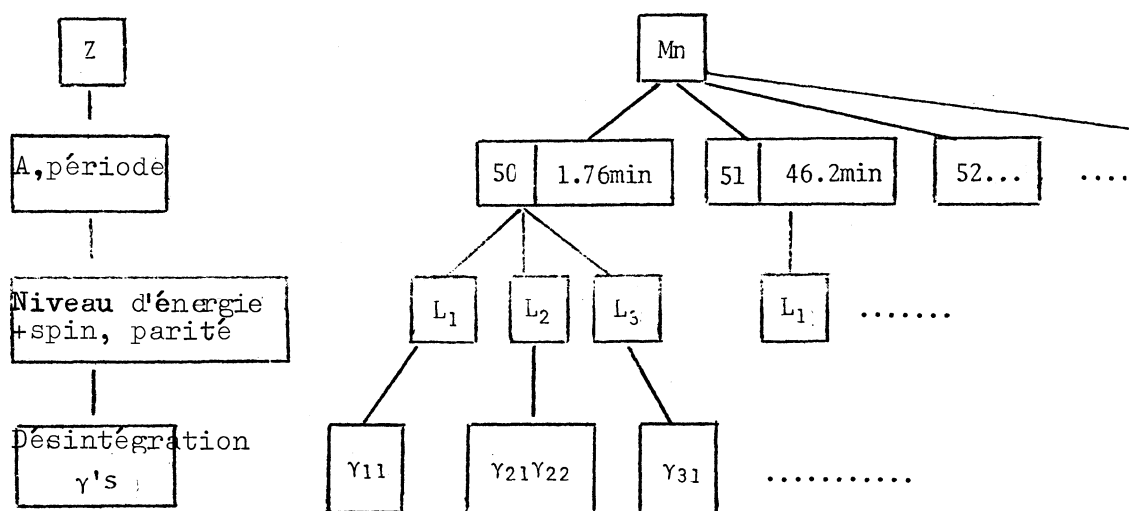 Z
Mn
A,période
50 1.76min
51 46.2min
52...
....
Niveau d'énergie
+spin, parité
L1
L2
L3
L1
.......
Désintégration
γ's
γ11
γ21γ22
γ31
...........